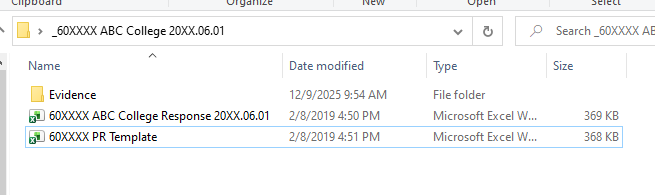 Clipboard
Organize
New
Open
Select
_60XXXX ABC College 20XX.06.01
Search _60XXXX AB
Name Date modified Type Size
Evidence 12/9/2025 9:54 AM File folder
60XXXX ABC College Response 20XX.06.01 2/8/2019 4:50 PM Microsoft Excel W... 369 KB
60XXXX PR Template 2/8/2019 4:51 PM Microsoft Excel W... 368 KB